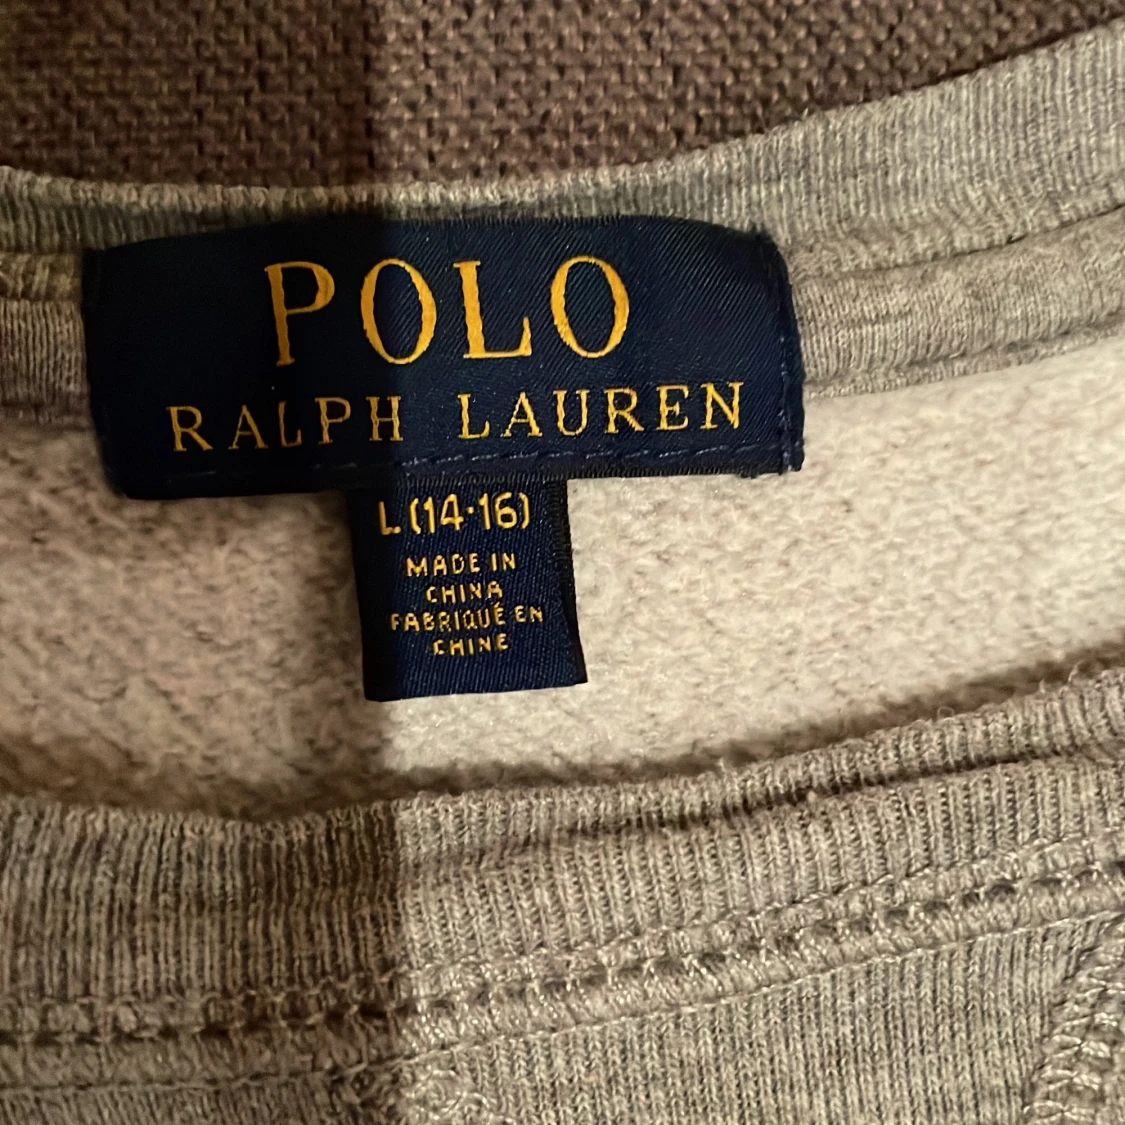 POLO
RALPH LAUREN
L (14·16)
MADE IN
CHINA
FABRIQUÉ EN
CHINE